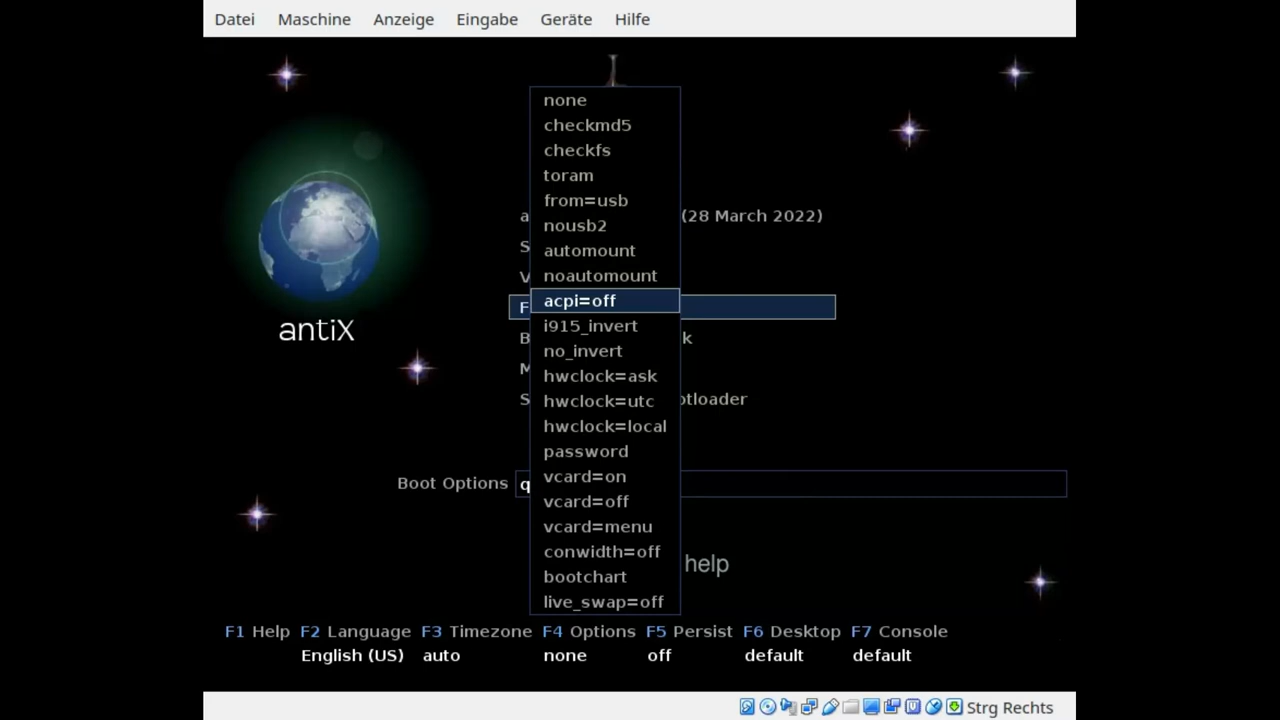 Datei Maschine Anzeige Eingabe Geräte Hilfe
none
checkmd5
checkfs
toram
from=usb
nousb2
automount
noautomount
acpi=off
i915_invert
no_invert
hwclock=ask
hwclock=utc
hwclock=local
password
vcard=on
vcard=off
vcard=menu
conwidth=off
bootchart
live_swap=off
a (28 March 2022)
S
V
F
B k
M
S otloader
antiX
Boot Options q
help
F1 Help F2 Language F3 Timezone F4 Options F5 Persist F6 Desktop F7 Console
English (US) auto none off default default
Strg Rechts